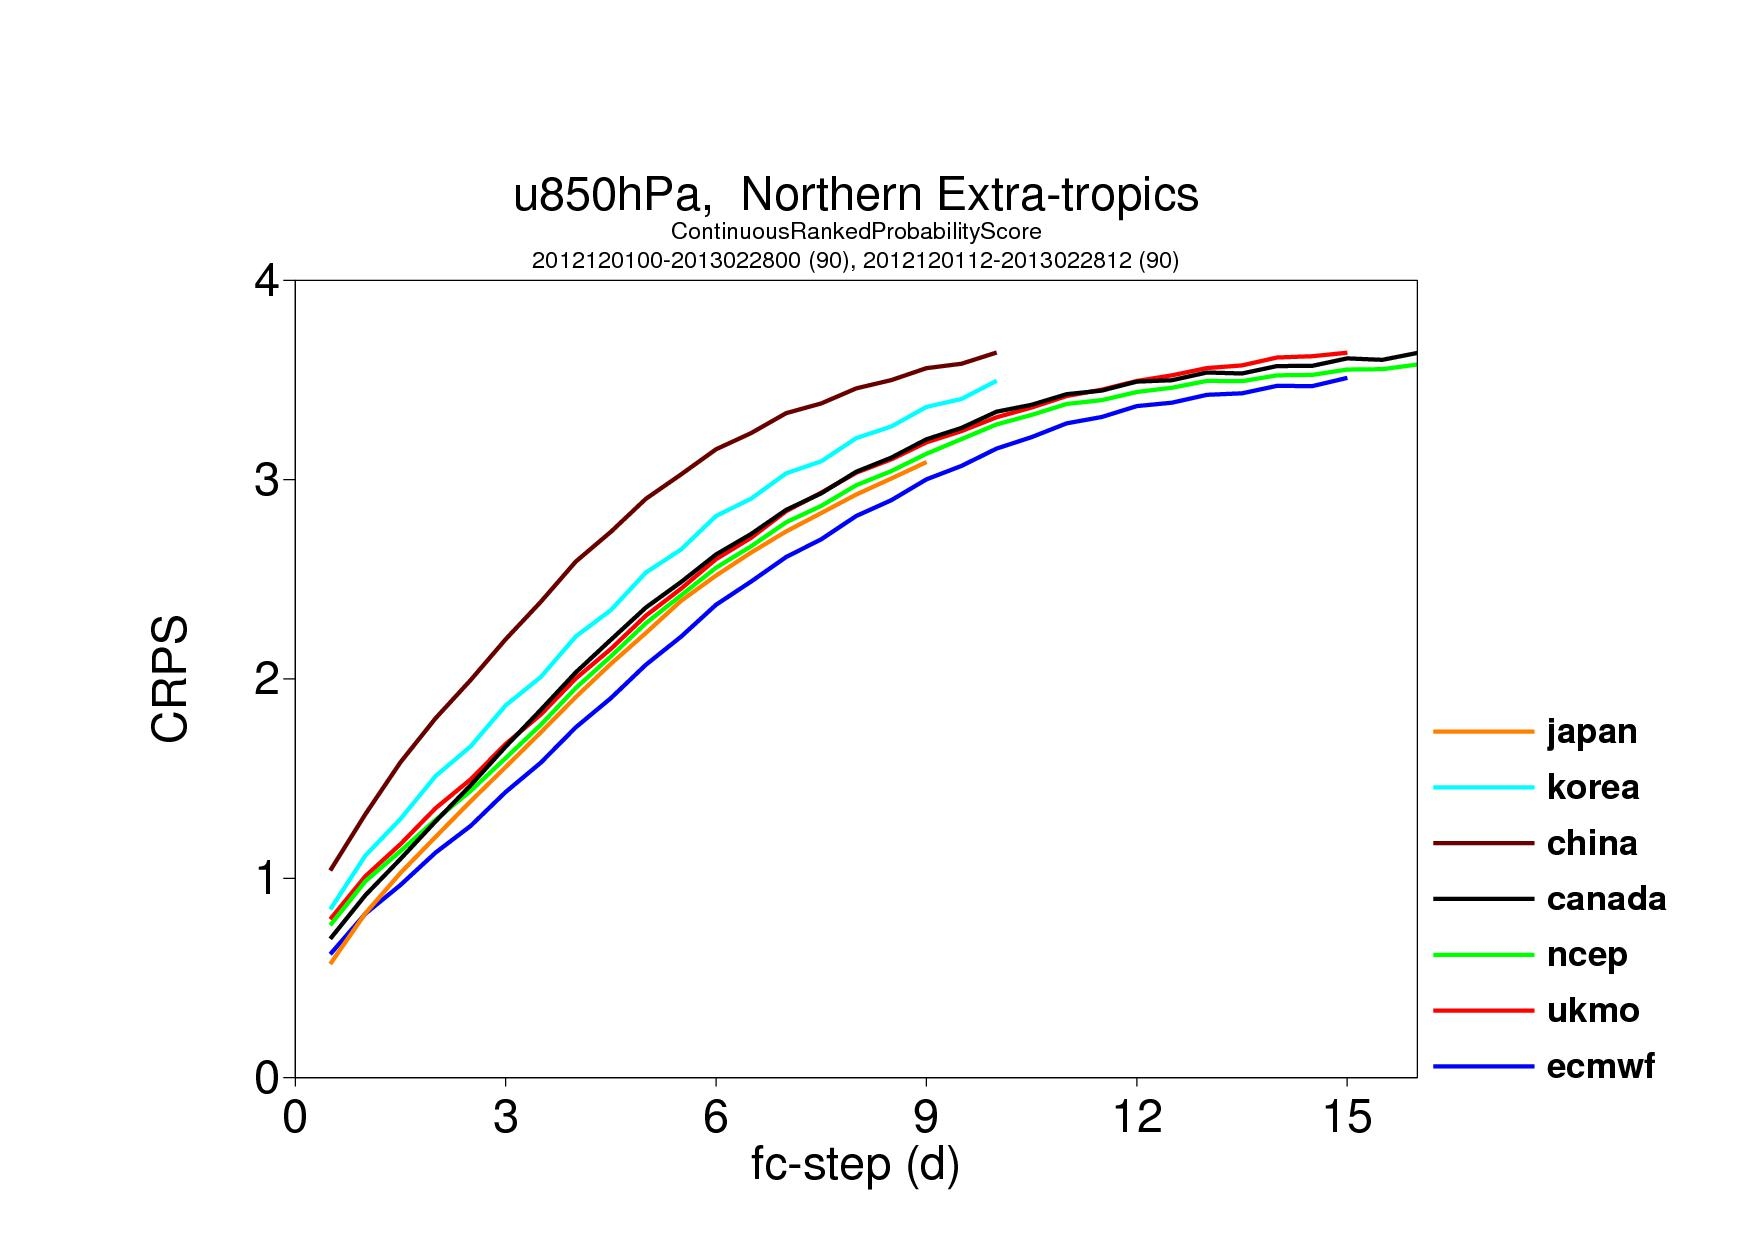 u850hPa, Northern Extra-tropics
ContinuousRankedProbabilityScore
2012120100-2013022800 (90), 2012120112-2013022812 (90)
4
3
2
1
0
CRPS
0 3 6 9 12 15
fc-step (d)
japan
korea
china
canada
ncep
ukmo
ecmwf